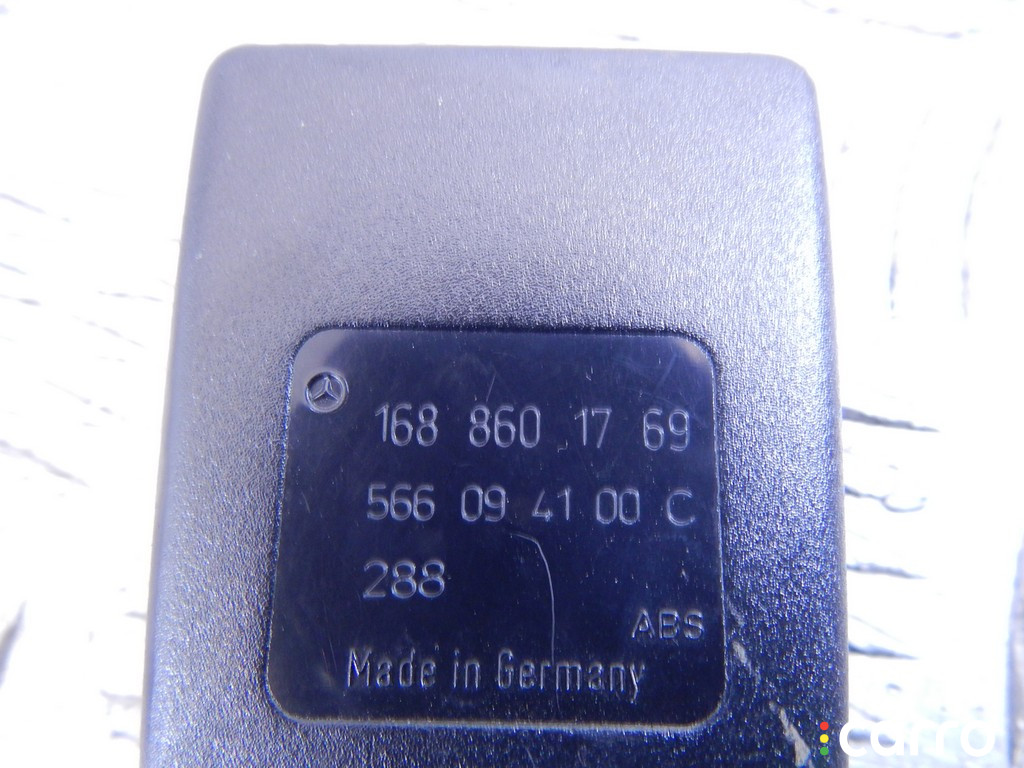 168 860 17 69
566 09 41 00 C
288
ABS
Made in Germany
carro